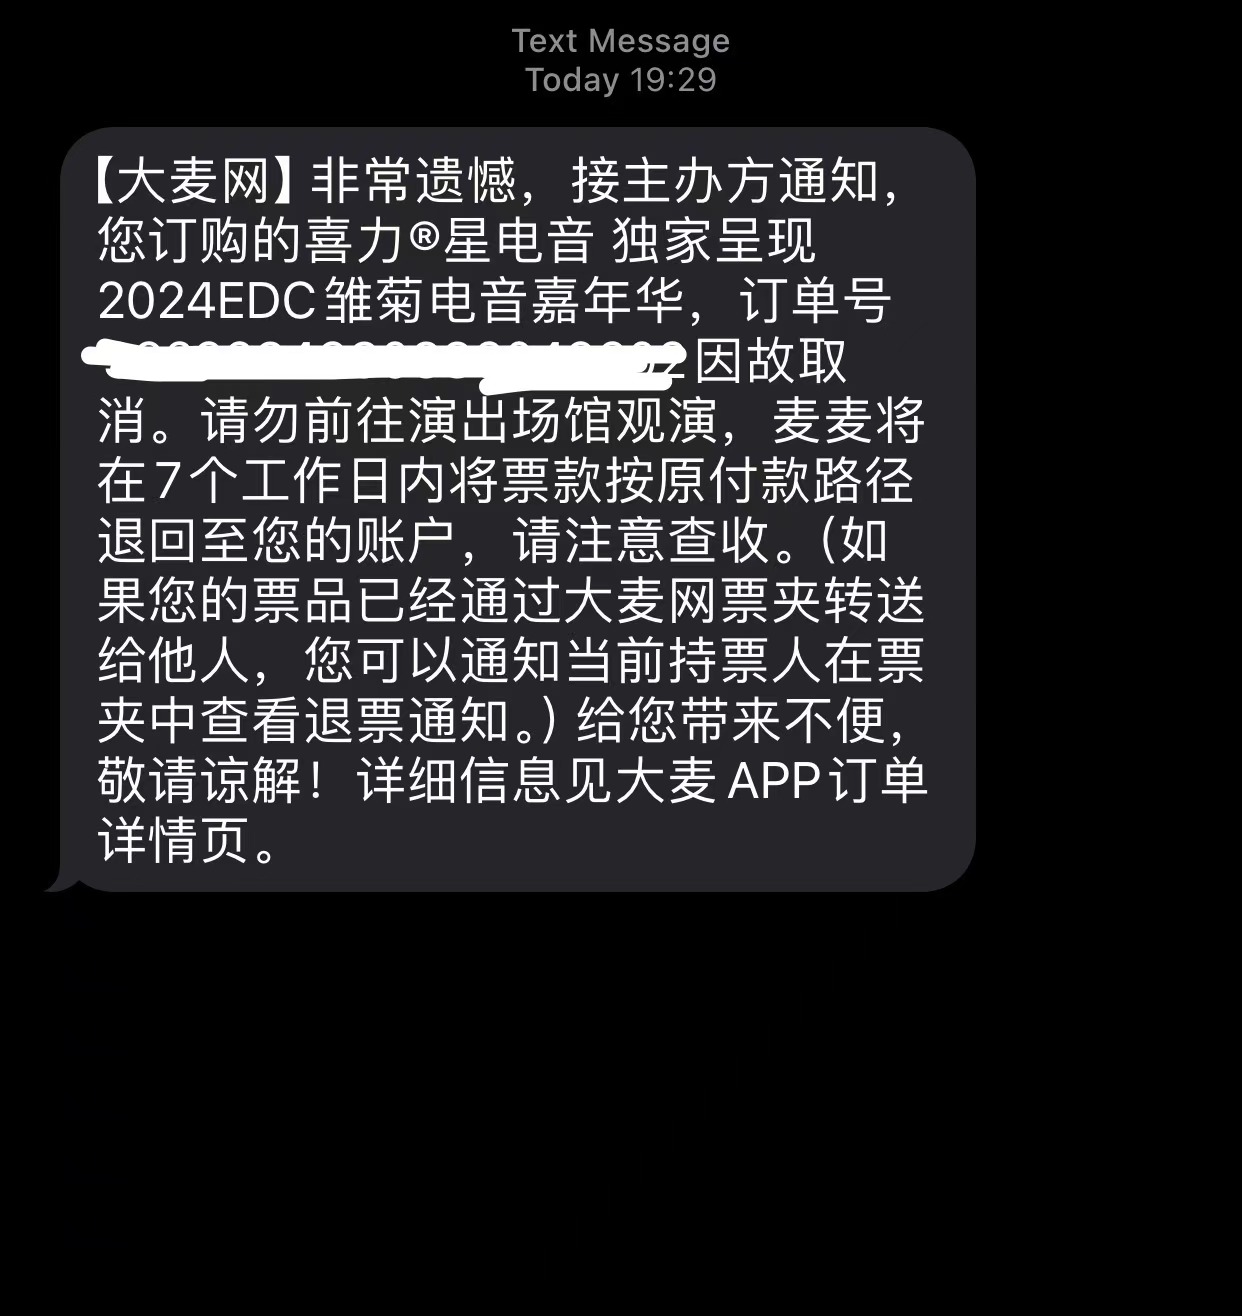 Text Message
Today 19:29
【大麦网】非常遗憾，接主办方通知，
您订购的喜力®星电音 独家呈现
2024EDC雏菊电音嘉年华，订单号
因故取
消。请勿前往演出场馆观演，麦麦将
在7个工作日内将票款按原付款路径
退回至您的账户，请注意查收。（如
果您的票品已经通过大麦网票夹转送
给他人，您可以通知当前持票人在票
夹中查看退票通知。）给您带来不便，
敬请谅解！详细信息见大麦APP订单
详情页。